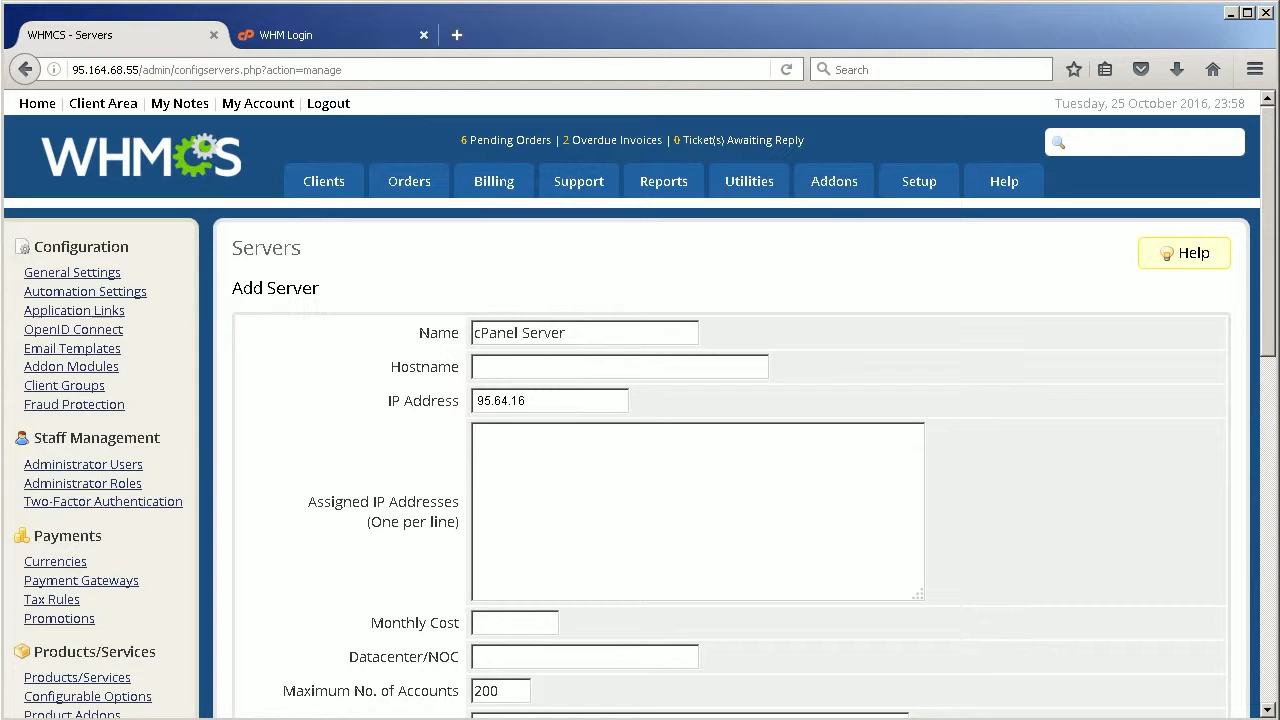 WHMCS - Servers
WHM Login
95.164.68.55/admin/configservers.php?action=manage
Search
Home | Client Area | My Notes | My Account | Logout
Tuesday, 25 October 2016, 23:58
WHMCS
6 Pending Orders | 2 Overdue Invoices | 0 Ticket(s) Awaiting Reply
Clients Orders Billing Support Reports Utilities Addons Setup Help
Configuration
General Settings
Automation Settings
Application Links
OpenID Connect
Email Templates
Addon Modules
Client Groups
Fraud Protection
Staff Management
Administrator Users
Administrator Roles
Two-Factor Authentication
Payments
Currencies
Payment Gateways
Tax Rules
Promotions
Products/Services
Products/Services
Configurable Options
Product Addons
Servers
Help
Add Server
Name cPanel Server
Hostname
IP Address 95.64.16
Assigned IP Addresses
(One per line)
Monthly Cost
Datacenter/NOC
Maximum No. of Accounts 200